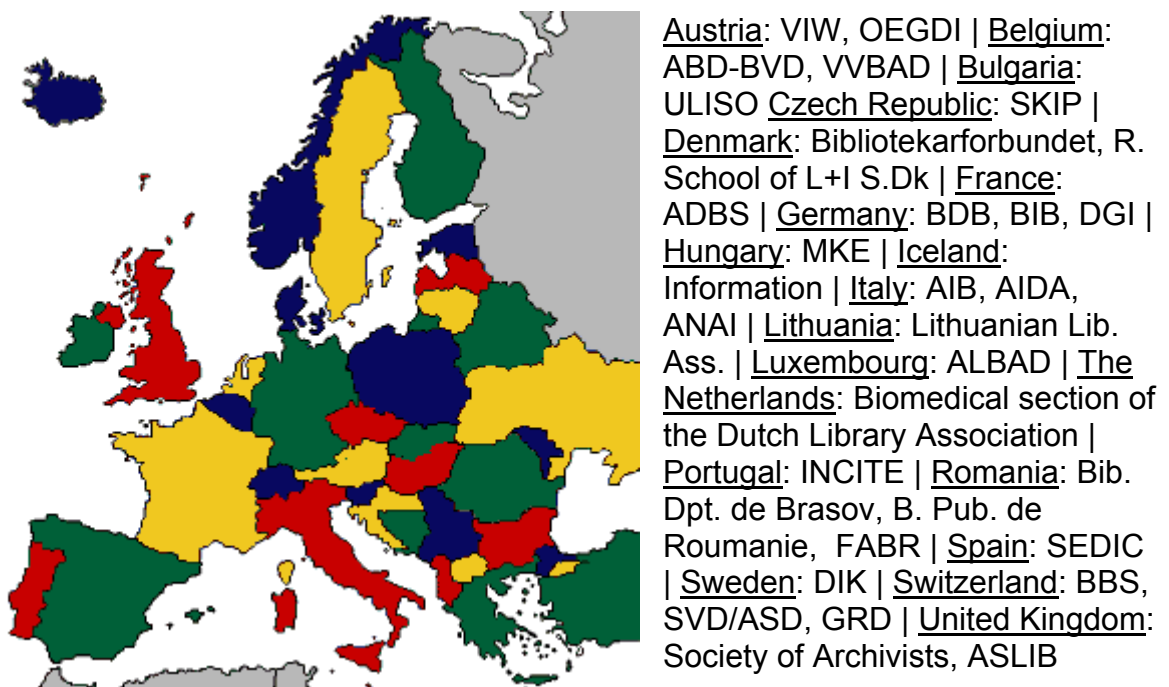 Austria: VIW, OEGDI | Belgium:
ABD-BVD, VVBAD | Bulgaria:
ULISO Czech Republic: SKIP |
Denmark: Bibliotekarforbundet, R.
School of L+I S.Dk | France:
ADBS | Germany: BDB, BIB, DGI |
Hungary: MKE | Iceland:
Information | Italy: AIB, AIDA,
ANAI | Lithuania: Lithuanian Lib.
Ass. | Luxembourg: ALBAD | The
Netherlands: Biomedical section of
the Dutch Library Association |
Portugal: INCITE | Romania: Bib.
Dpt. de Brasov, B. Pub. de
Roumanie,  FABR | Spain: SEDIC
| Sweden: DIK | Switzerland: BBS,
SVD/ASD, GRD | United Kingdom:
Society of Archivists, ASLIB